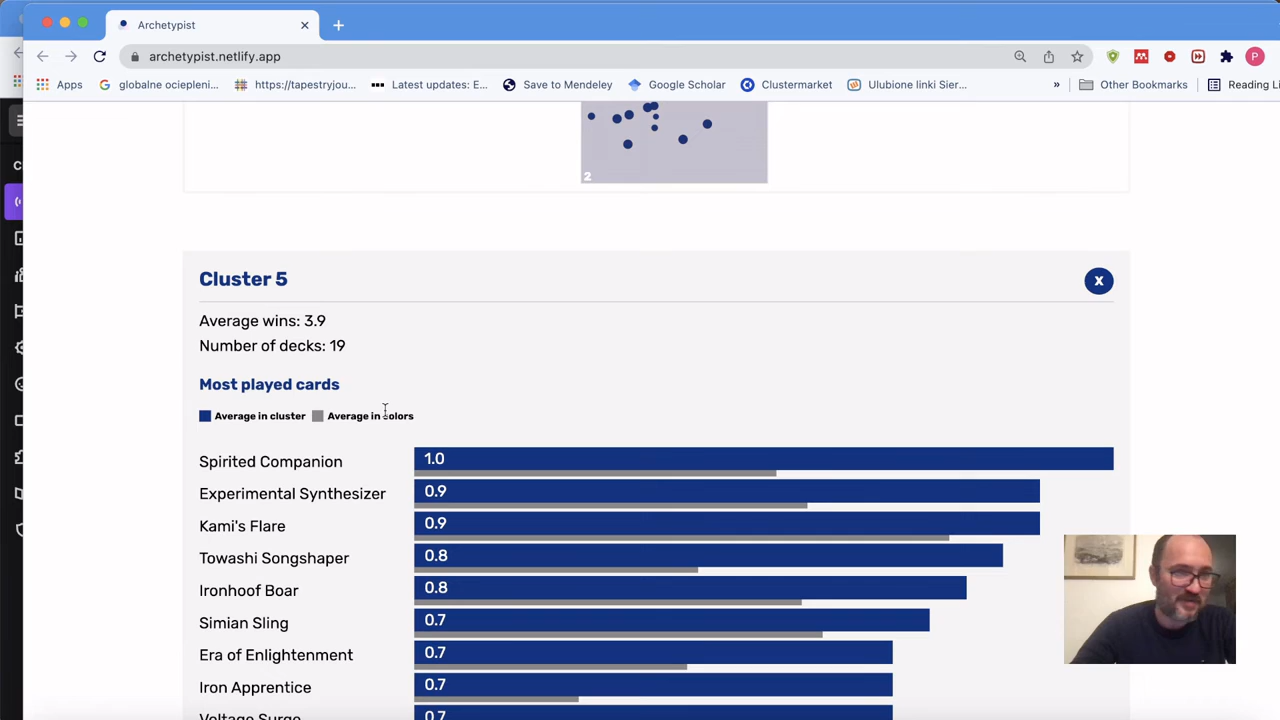 Archetypist
archetypist.netlify.app
P
Apps
globalne ociepleni...
https://tapestryjou...
Latest updates: E...
Save to Mendeley
Google Scholar
Clustermarket
Ulubione linki Sier...
»
Other Bookmarks
Reading Li
2
Cluster 5
X
Average wins: 3.9
Number of decks: 19
Most played cards
Average in cluster
Average in colors
Spirited Companion 1.0
Experimental Synthesizer 0.9
Kami's Flare 0.9
Towashi Songshaper 0.8
Ironhoof Boar 0.8
Simian Sling 0.7
Era of Enlightenment 0.7
Iron Apprentice 0.7
Voltage Surge 0.7